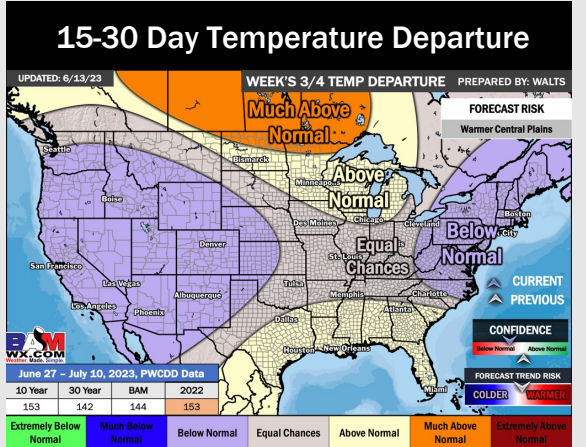 15-30 Day Temperature Departure
UPDATED: 6/13/23
WEEK'S 3/4 TEMP DEPARTURE
PREPARED BY: WALTS
FORECAST RISK
Warmer Central Plains
Much Above
Normal
Seattle
Bismarck
Minneapolis
Above
Normal
Boise
Boston
Des Moines
Chicago
Cleveland
Below
Normal
City
Denver
Equal
Chances
St. Louis
San Francisco
Las Vegas
Tulsa
CURRENT
PREVIOUS
Los Angeles
Albuquerque
Memphis
Charlotte
Phoenix
Atlanta
Dallas
CONFIDENCE
Below Normal
Above Normal
BAM
WX.COM
Weather. Made. Simple.
Houston
New Orleans
Miami
FORECAST TREND RISK
COLDER
WARMER
June 27 – July 10, 2023, PWCDD Data
10 Year 30 Year BAM 2022
153 142 144 153
Extremely Below
Normal
Much Below
Normal
Below Normal
Equal Chances
Above Normal
Much Above
Normal
Extremely Above
Normal